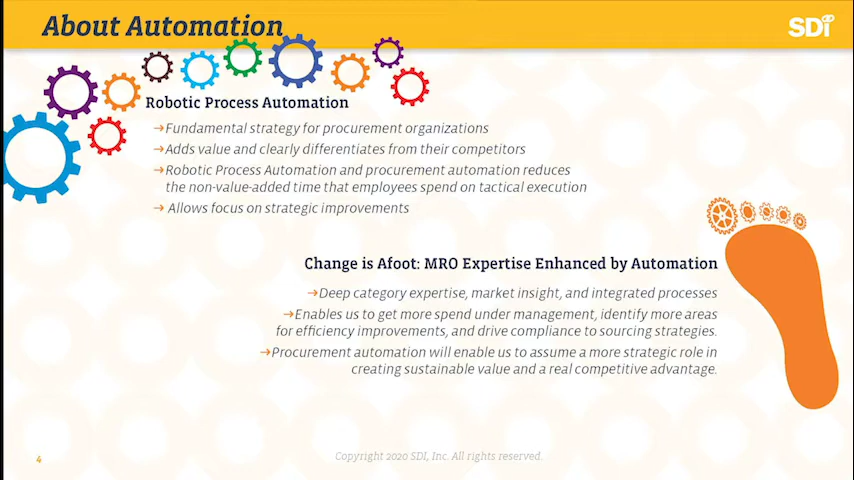 About Automation
SDi
Robotic Process Automation
→Fundamental strategy for procurement organizations
→Adds value and clearly differentiates from their competitors
→Robotic Process Automation and procurement automation reduces
the non-value-added time that employees spend on tactical execution
→ Allows focus on strategic improvements
Change is Afoot: MRO Expertise Enhanced by Automation
→Deep category expertise, market insight, and integrated processes
→Enables us to get more spend under management, identify more areas
for efficiency improvements, and drive compliance to sourcing strategies.
→Procurement automation will enable us to assume a more strategic role in
creating sustainable value and a real competitive advantage.
4
Copyright 2020 SDI, Inc. All rights reserved.